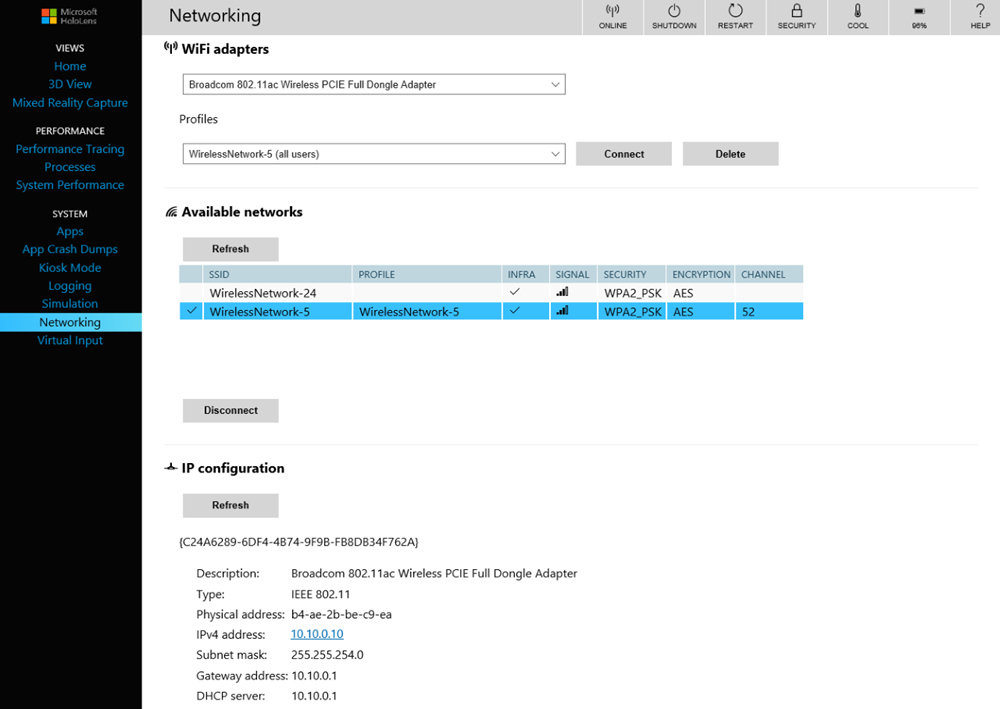 Microsoft
HoloLens
VIEWS
Home
3D View
Mixed Reality Capture
PERFORMANCE
Performance Tracing
Processes
System Performance
SYSTEM
Apps
App Crash Dumps
Kiosk Mode
Logging
Simulation
Networking
Virtual Input
Networking
ONLINE SHUTDOWN RESTART SECURITY COOL 96% HELP
WiFi adapters
Broadcom 802.11ac Wireless PCIE Full Dongle Adapter
Profiles
WirelessNetwork-5 (all users) Connect Delete
Available networks
Refresh
SSID PROFILE INFRA SIGNAL SECURITY ENCRYPTION CHANNEL
WirelessNetwork-24 WPA2_PSK AES
WirelessNetwork-5 WirelessNetwork-5 WPA2_PSK AES 52
Disconnect
IP configuration
Refresh
{C24A6289-6DF4-4B74-9F9B-FB8DB34F762A}
Description: Broadcom 802.11ac Wireless PCIE Full Dongle Adapter
Type: IEEE 802.11
Physical address: b4-ae-2b-be-c9-ea
IPv4 address: 10.10.0.10
Subnet mask: 255.255.254.0
Gateway address: 10.10.0.1
DHCP server: 10.10.0.1